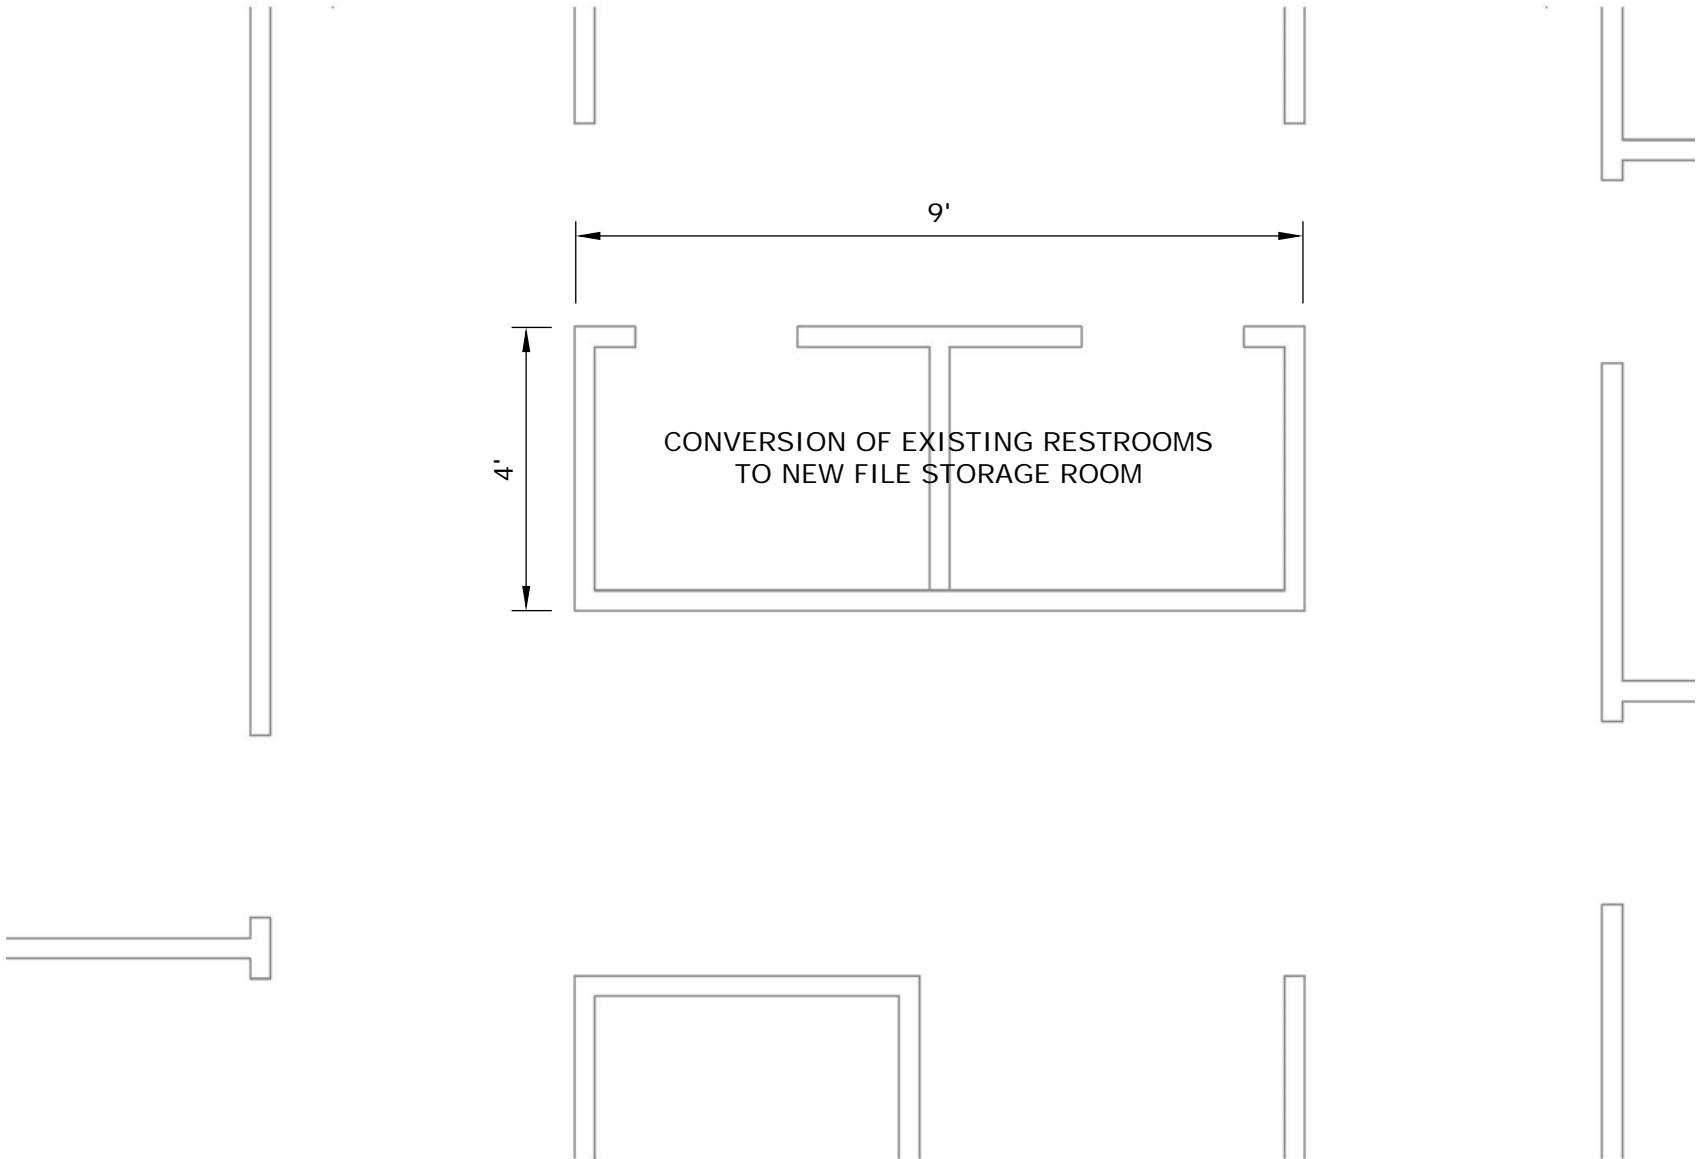 9'
4'
CONVERSION OF EXISTING RESTROOMS
TO NEW FILE STORAGE ROOM